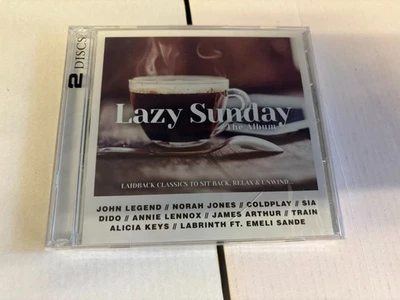 2 DISCS
Lazy Sunday
The Album
LAIDBACK CLASSICS TO SIT BACK, RELAX & UNWIND...
JOHN LEGEND // NORAH JONES // COLDPLAY // SIA
DIDO // ANNIE LENNOX // JAMES ARTHUR // TRAIN
ALICIA KEYS // LABRINTH FT. EMELI SANDE